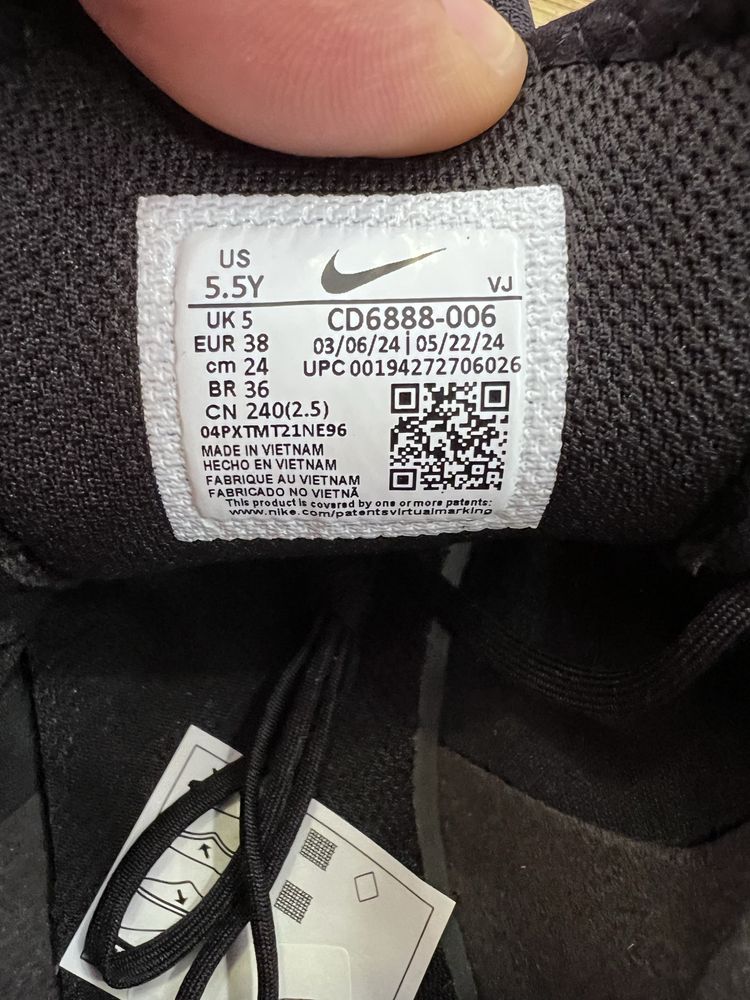 US
5.5Y
VJ
UK 5
CD6888-006
EUR 38
03/06/24 | 05/22/24
cm 24
UPC 00194272706026
BR 36
CN 240(2.5)
04PXTMT21NE96
MADE IN VIETNAM
HECHO EN VIETNAM
FABRIQUE AU VIETNAM
FABRICADO NO VIETNÃ
This product is covered by one or more patents:
www.nike.com/patentsvirtualmarking